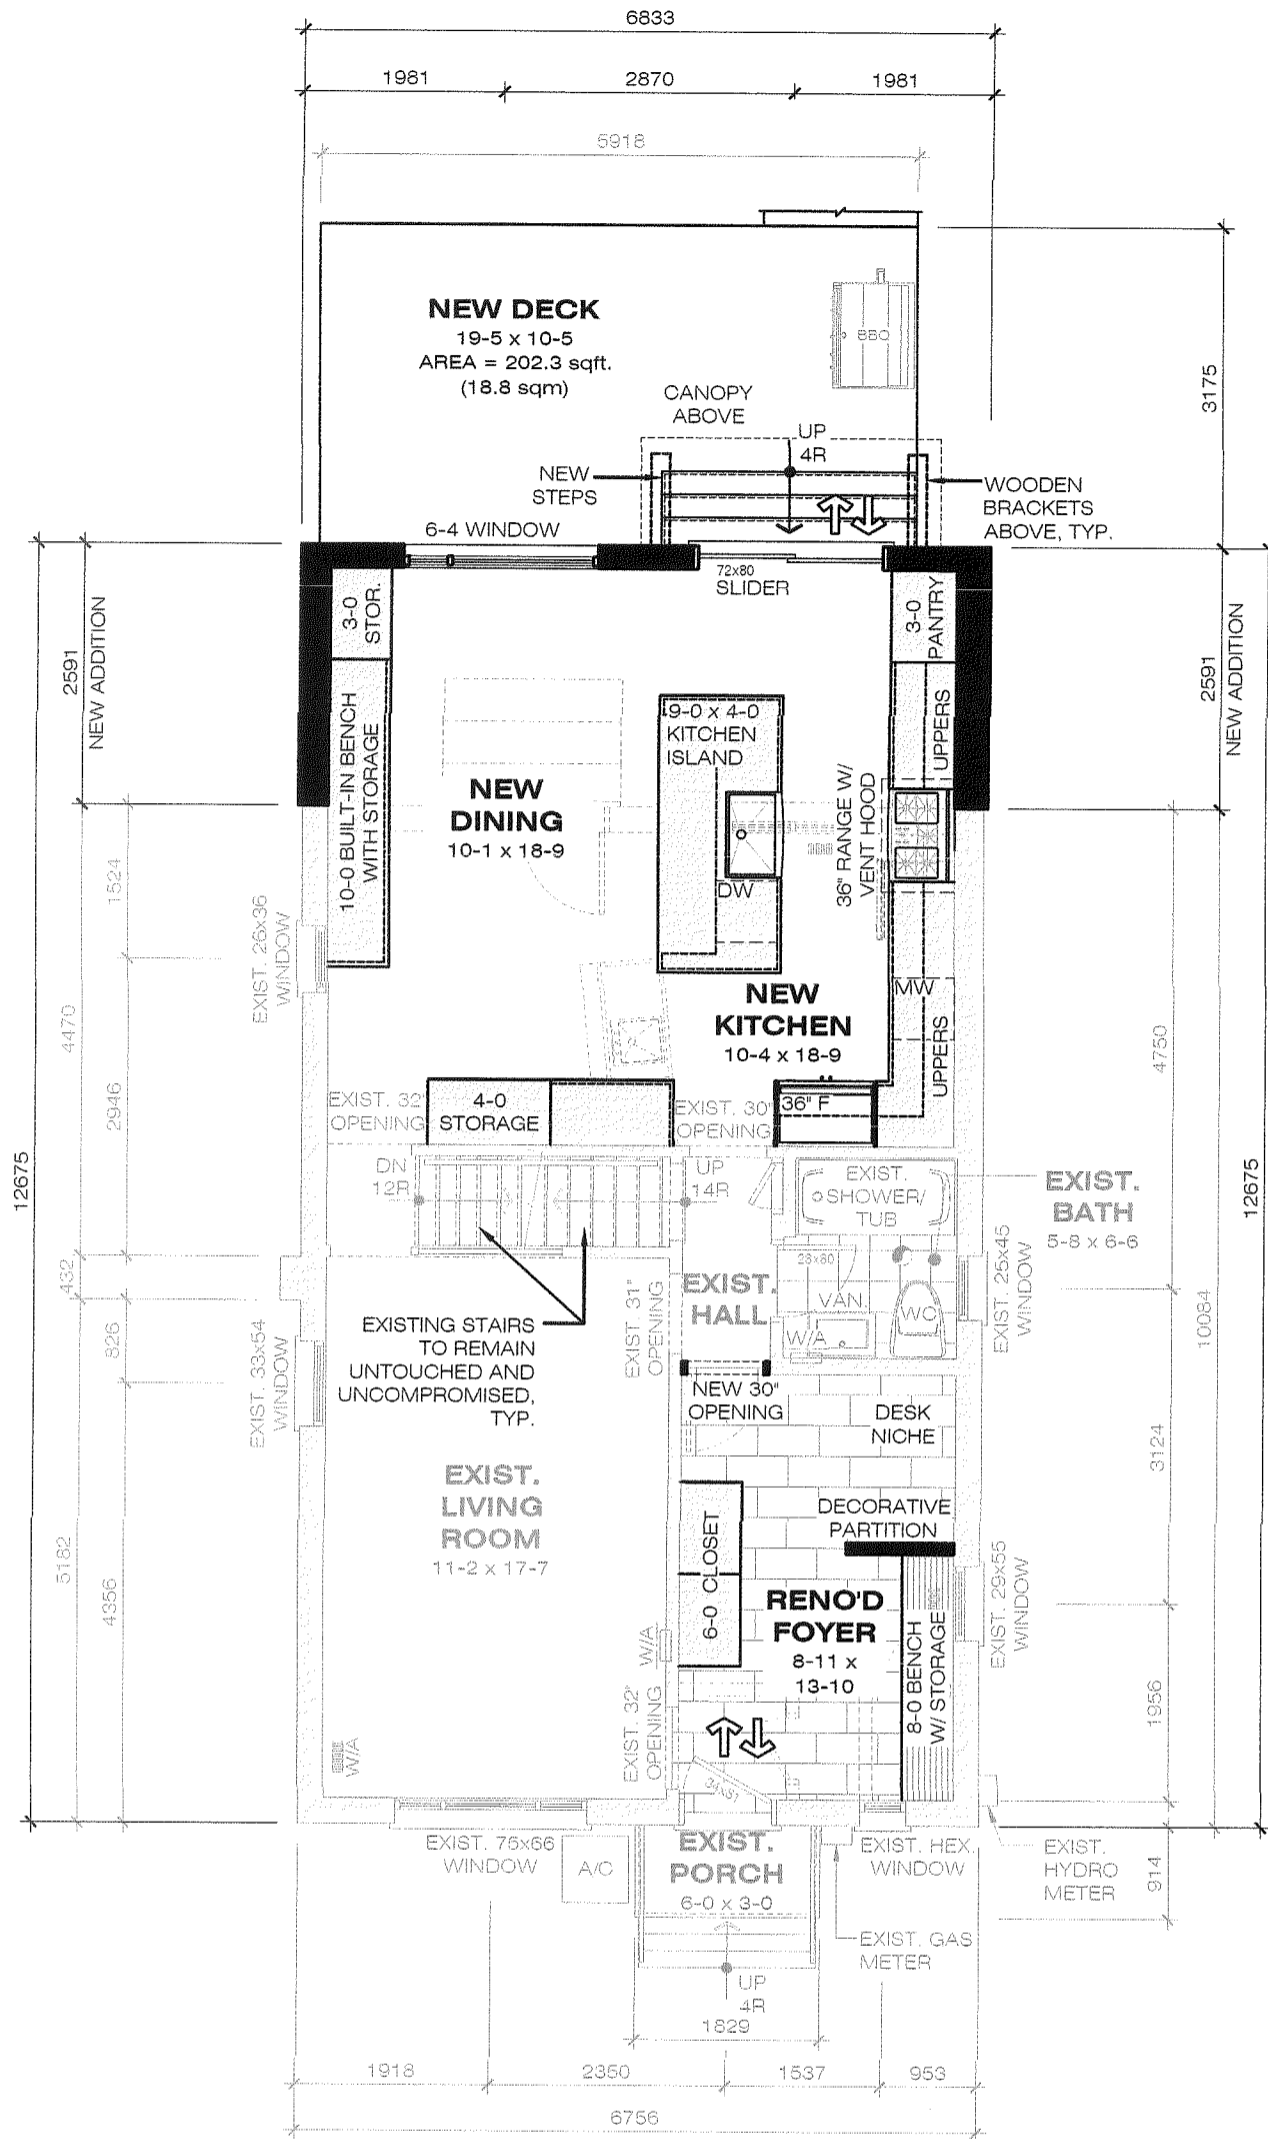 6833
1981
2870
1981
5918
NEW DECK
19-5 x 10-5
AREA = 202.3 sqft.
(18.8 sqm)
BBQ
3175
CANOPY
ABOVE
UP
4R
NEW
STEPS
WOODEN
BRACKETS
ABOVE, TYP.
6-4 WINDOW
72x80
SLIDER
3-0
STOR.
3-0
PANTRY
2591
NEW ADDITION
2591
NEW ADDITION
10-0 BUILT-IN BENCH
WITH STORAGE
9-0 x 4-0
KITCHEN
ISLAND
UPPERS
NEW
DINING
10-1 x 18-9
36" RANGE W/
VENT HOOD
DW
1524
EXIST. 26x36
WINDOW
NEW
KITCHEN
10-4 x 18-9
MW
UPPERS
4470
2946
4750
EXIST. 32"
OPENING
4-0
STORAGE
EXIST. 30"
OPENING
36" F
12675
12675
DN
12R
UP
14R
EXIST.
SHOWER/
TUB
EXIST.
BATH
5-8 x 6-6
432
826
28x80
VAN.
WC
W/A
EXIST.
HALL
EXIST. 31"
OPENING
EXIST. 25x45
WINDOW
10084
EXISTING STAIRS
TO REMAIN
UNTOUCHED AND
UNCOMPROMISED,
TYP.
EXIST. 33x54
WINDOW
NEW 30"
OPENING
DESK
NICHE
3124
EXIST.
LIVING
ROOM
11-2 x 17-7
DECORATIVE
PARTITION
6-0 CLOSET
5182
4356
RENO'D
FOYER
8-11 x
13-10
8-0 BENCH
W/ STORAGE
EXIST. 29x55
WINDOW
W/A
EXIST. 32"
OPENING
1956
W/A
34x81
EXIST. 75x66
WINDOW
A/C
EXIST.
PORCH
6-0 x 3-0
EXIST. HEX.
WINDOW
EXIST.
HYDRO
METER
914
EXIST. GAS
METER
UP
4R
1829
1918
2350
1537
953
6756